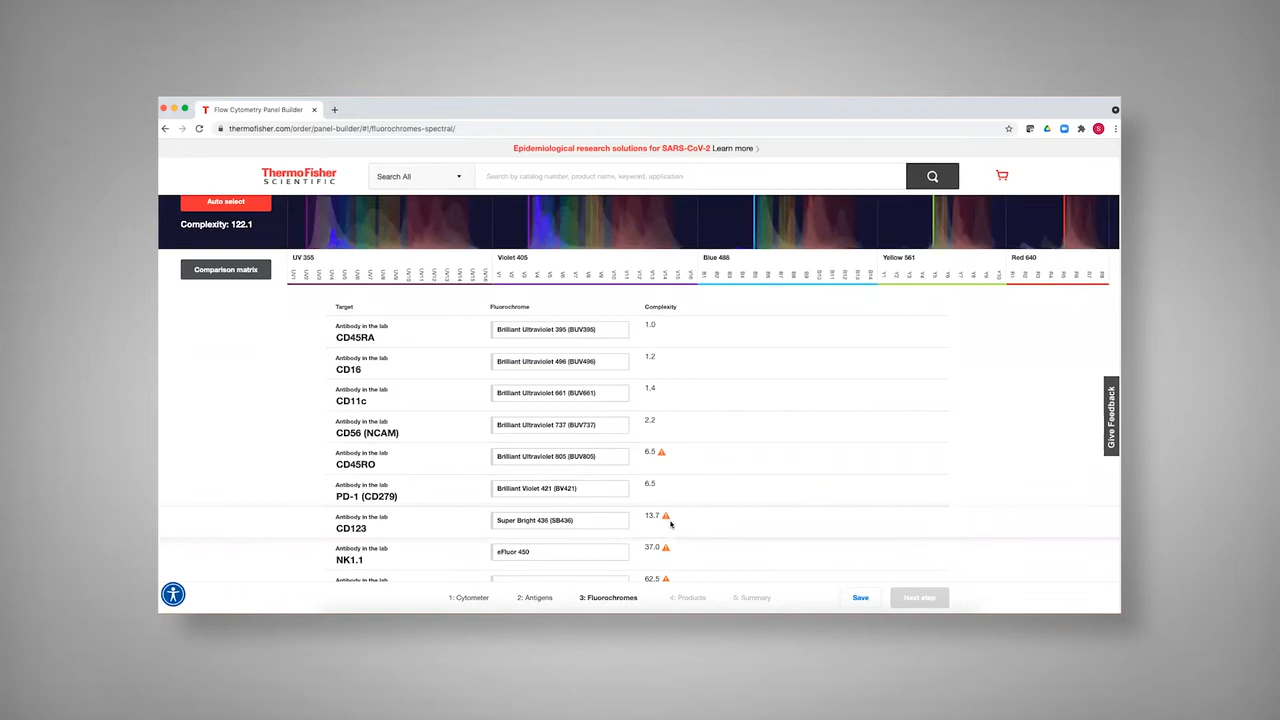 Flow Cytometry Panel Builder
thermofisher.com/order/panel-builder/#!/fluorochromes-spectral/
S
Epidemiological research solutions for SARS-CoV-2 Learn more
ThermoFisher
SCIENTIFIC
Search All
Search by catalog number, product name, keyword, application
Auto select
Complexity: 122.1
Comparison matrix
UV 355
Violet 405
Blue 488
Yellow 561
Red 640
Target
Fluorochrome
Complexity
Antibody in the lab
CD45RA
Brilliant Ultraviolet 395 (BUV395)
1.0
Antibody in the lab
CD16
Brilliant Ultraviolet 496 (BUV496)
1.2
Antibody in the lab
CD11c
Brilliant Ultraviolet 661 (BUV661)
1.4
Antibody in the lab
CD56 (NCAM)
Brilliant Ultraviolet 737 (BUV737)
2.2
Antibody in the lab
CD45RO
Brilliant Ultraviolet 805 (BUV805)
6.5
Antibody in the lab
PD-1 (CD279)
Brilliant Violet 421 (BV421)
6.5
Antibody in the lab
CD123
Super Bright 436 (SB436)
13.7
Antibody in the lab
NK1.1
eFluor 450
37.0
Antibody in the lab
62.5
Give Feedback
1: Cytometer
2: Antigens
3: Fluorochromes
4: Products
5: Summary
Save
Next step